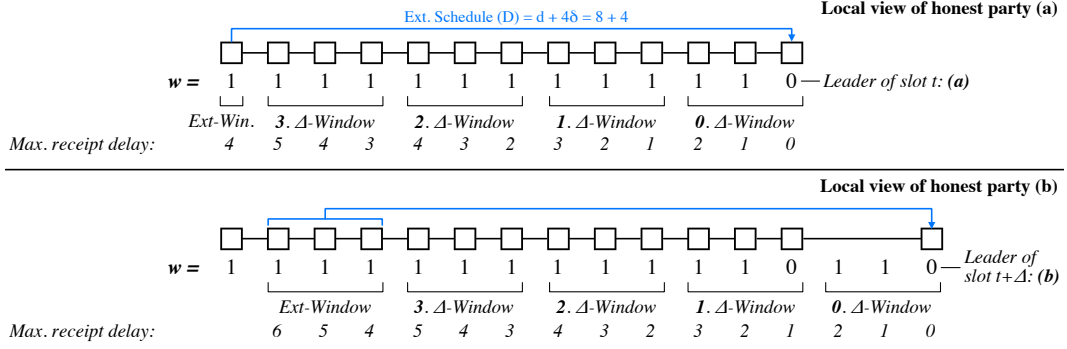 Local view of honest party (a)
Ext. Schedule (D) = d + 4δ = 8 + 4
w = 1 1 1 1 1 1 1 1 1 1 1 1 0 Leader of slot t: (a)
Ext-Win. 3. Δ-Window 2. Δ-Window 1. Δ-Window 0. Δ-Window
Max. receipt delay: 4 5 4 3 4 3 2 3 2 1 2 1 0
Local view of honest party (b)
w = 1 1 1 1 1 1 1 1 1 1 1 1 0 1 1 0 Leader of
slot t+Δ: (b)
Ext-Window 3. Δ-Window 2. Δ-Window 1. Δ-Window 0. Δ-Window
Max. receipt delay: 6 5 4 5 4 3 4 3 2 3 2 1 2 1 0